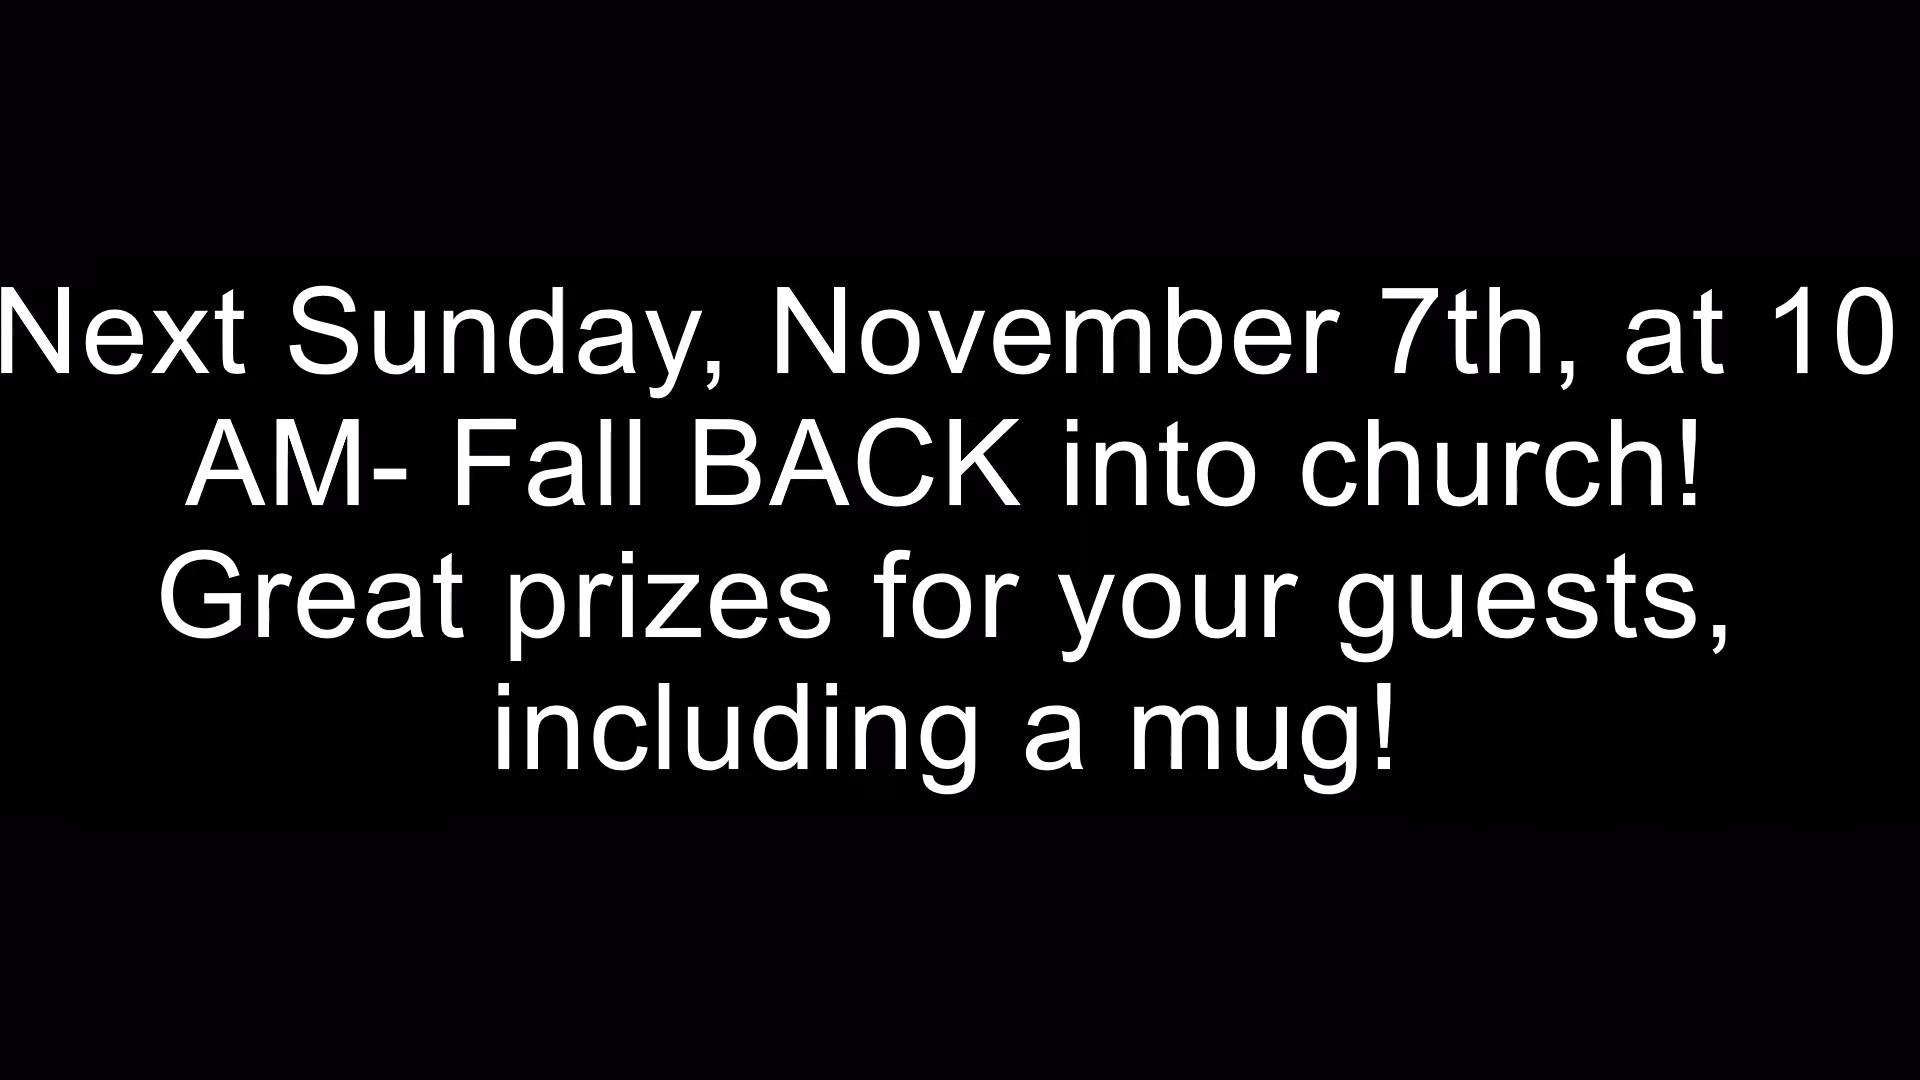 Next Sunday, November 7th, at 10
AM- Fall BACK into church!
Great prizes for your guests,
including a mug!